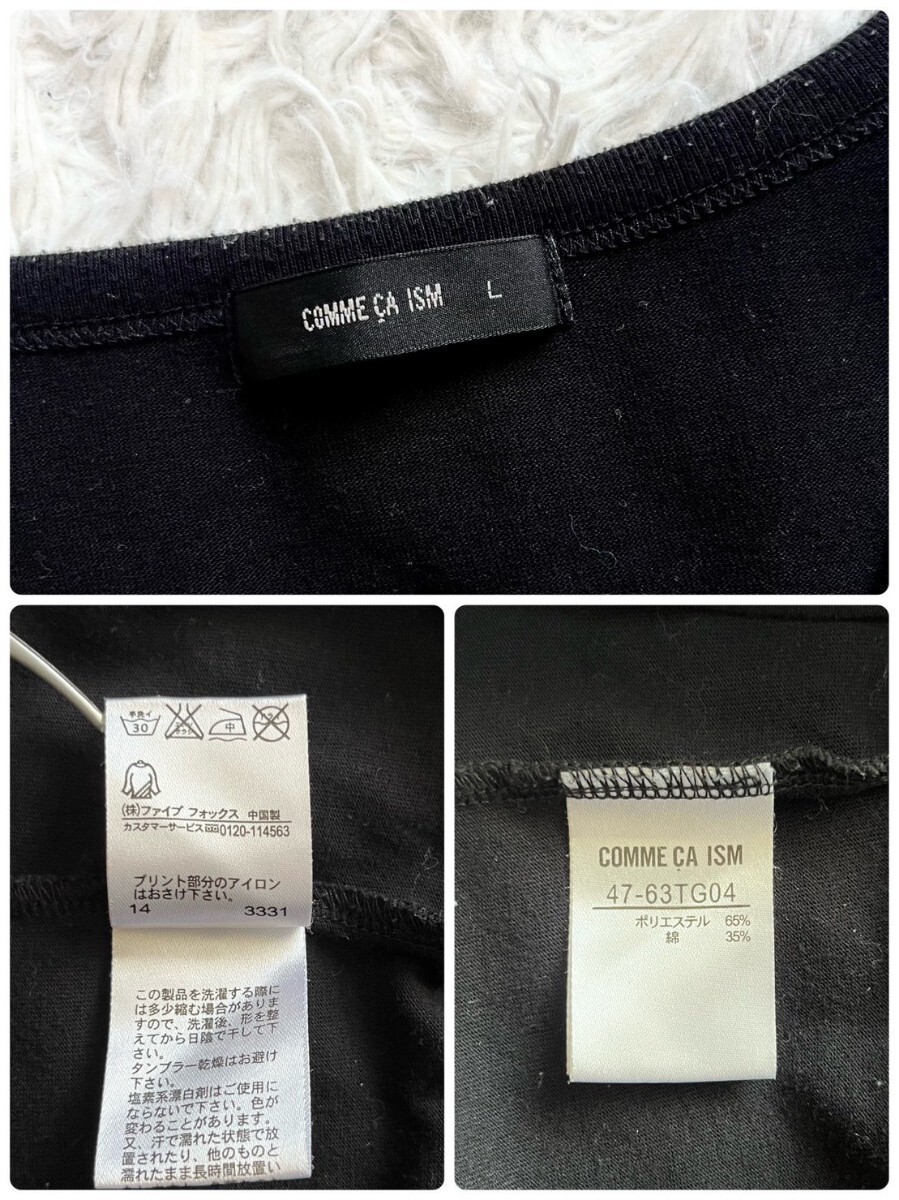 COMME ÇA ISM L
手洗イ
30
中
(株)ファイブ フォックス 中国製
カスタマーサービス 0120-114563
プリント部分のアイロン
はおさけ下さい。
14 3331
この製品を洗濯する際に
は多少縮む場合がありま
すので、洗濯後、形を整
えてから日陰で干して下
さい。
タンブラー乾燥はお避け
下さい。
塩素系漂白剤はご使用に
ならないで下さい。色が
変わることがあります。
又、汗で濡れた状態で放
置されたり、他のものと
濡れたまま長時間放置い
COMME ÇA ISM
47-63TG04
ポリエステル 65%
綿 35%